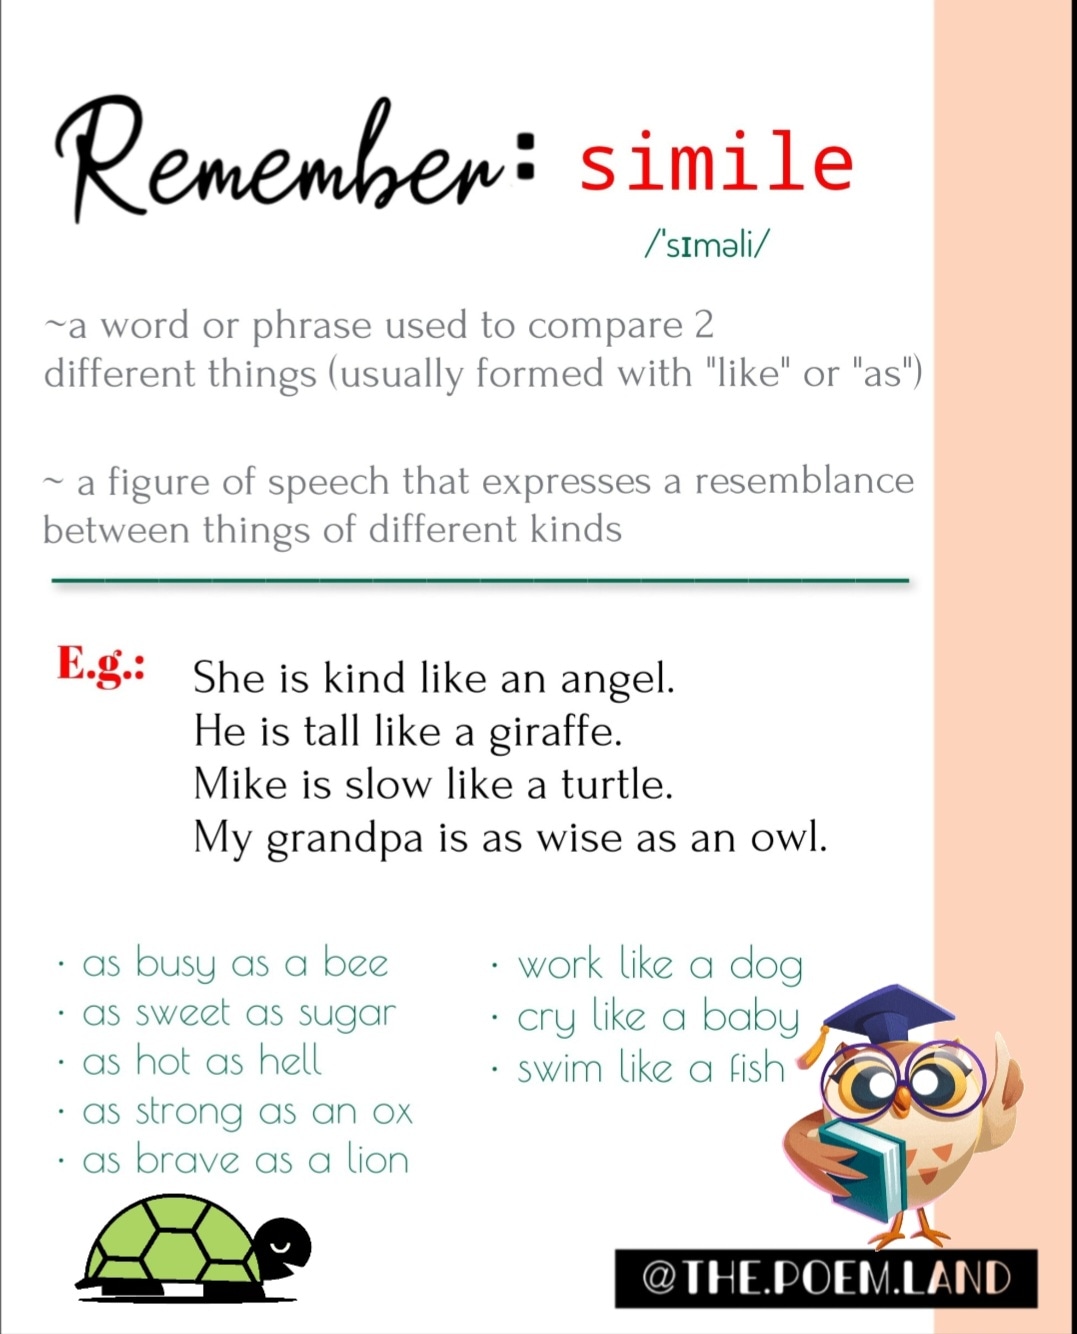 Remember: simile
/'sɪməli/
~a word or phrase used to compare 2
different things (usually formed with "like" or "as")
~ a figure of speech that expresses a resemblance
between things of different kinds
E.g.: She is kind like an angel.
He is tall like a giraffe.
Mike is slow like a turtle.
My grandpa is as wise as an owl.
· as busy as a bee
· as sweet as sugar
· as hot as hell
· as strong as an ox
· as brave as a lion
· work like a dog
· cry like a baby
· swim like a fish
@THE.POEM.LAND